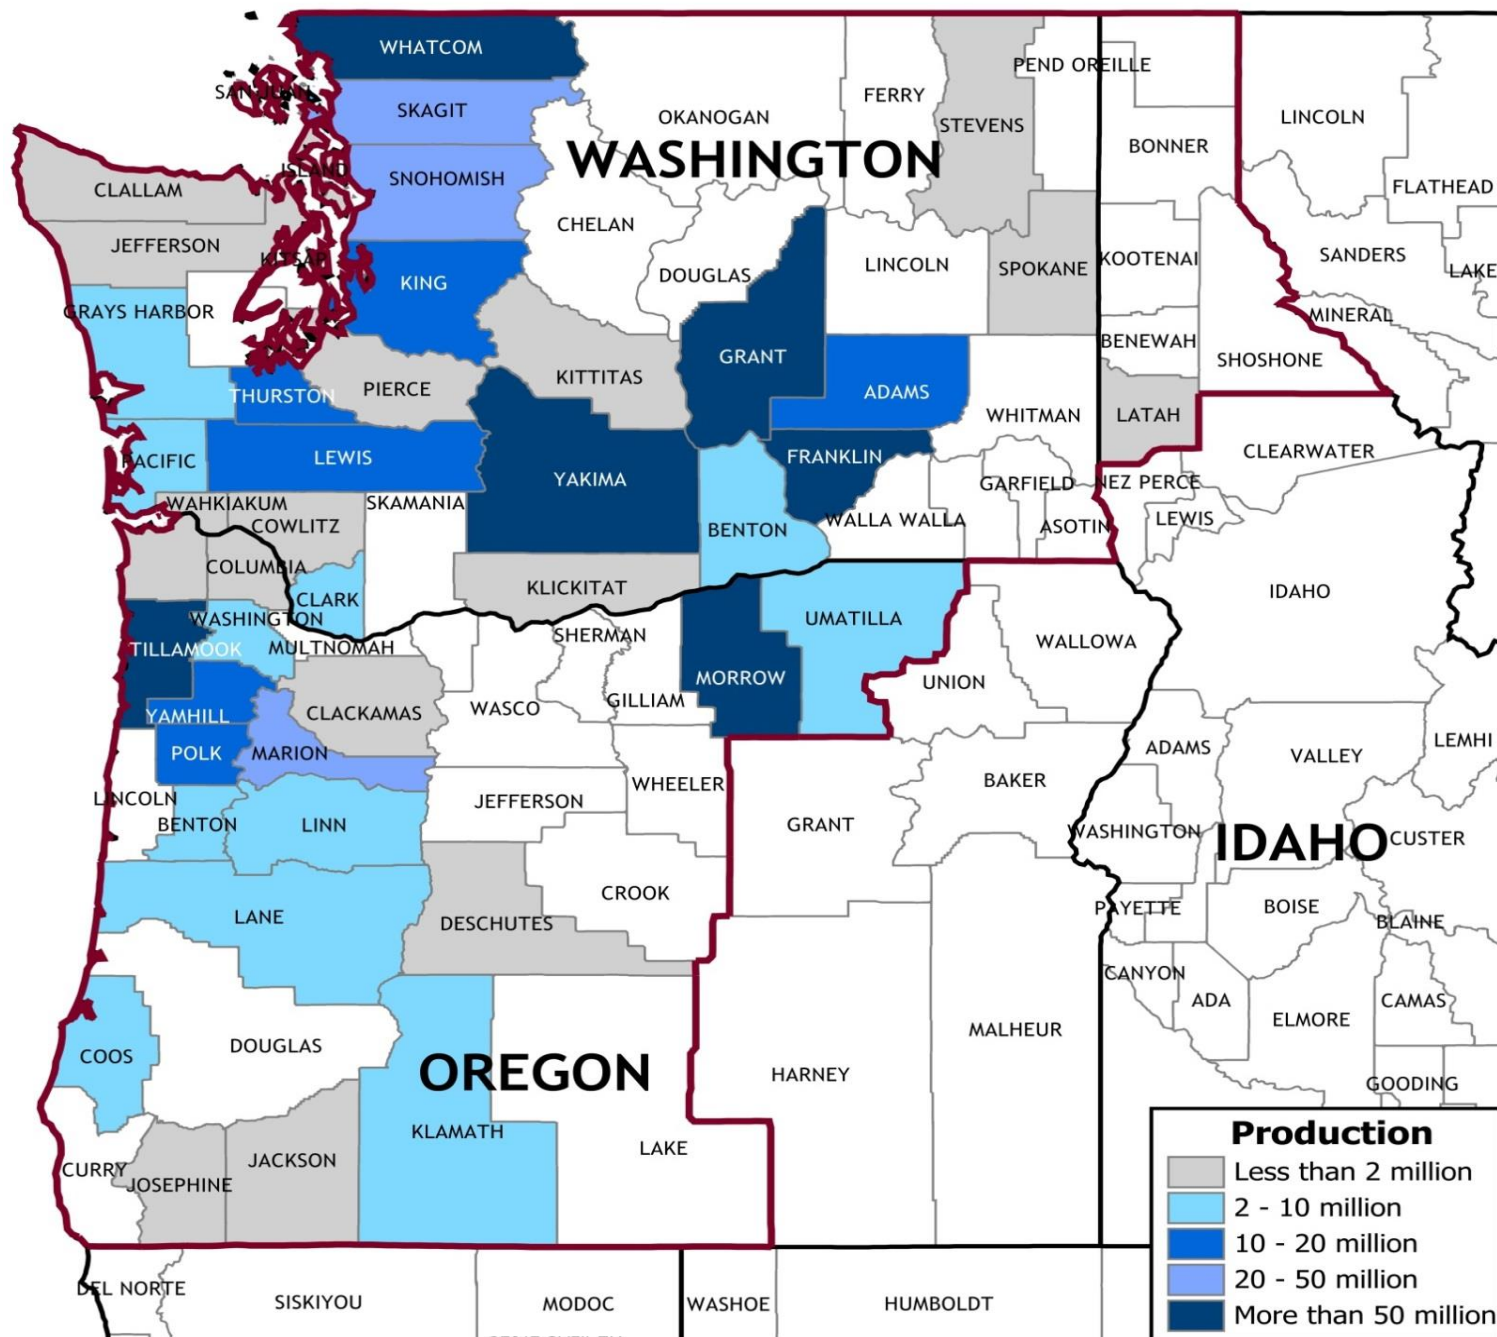 WHATCOM
PEND OREILLE
SAN JUAN
SKAGIT
OKANOGAN
FERRY
STEVENS
LINCOLN
BONNER
WASHINGTON
ISLAND
SNOHOMISH
CLALLAM
FLATHEAD
CHELAN
JEFFERSON
KITSAP
DOUGLAS
LINCOLN
SPOKANE
KOOTENAI
SANDERS
LAKE
KING
GRAYS HARBOR
MINERAL
BENEWAH
GRANT
SHOSHONE
KITTITAS
PIERCE
THURSTON
ADAMS
WHITMAN
LATAH
PACIFIC
LEWIS
FRANKLIN
CLEARWATER
YAKIMA
GARFIELD
NEZ PERCE
WAHKIAKUM
SKAMANIA
COWLITZ
BENTON
WALLA WALLA
ASOTIN
LEWIS
COLUMBIA
KLICKITAT
IDAHO
CLARK
WASHINGTON
UMATILLA
TILLAMOOK
MULTNOMAH
SHERMAN
WALLOWA
MORROW
UNION
YAMHILL
CLACKAMAS
WASCO
GILLIAM
POLK
MARION
ADAMS
VALLEY
LEMHI
LINCOLN
JEFFERSON
WHEELER
BAKER
BENTON
LINN
GRANT
WASHINGTON
IDAHO
CUSTER
CROOK
LANE
DESCHUTES
PAYETTE
BOISE
BLAINE
CANYON
ADA
CAMAS
ELMORE
COOS
DOUGLAS
OREGON
HARNEY
MALHEUR
GOODING
KLAMATH
LAKE
CURRY
JOSEPHINE
JACKSON
Production
Less than 2 million
2 - 10 million
10 - 20 million
20 - 50 million
More than 50 million
DEL NORTE
SISKIYOU
MODOC
WASHOE
HUMBOLDT